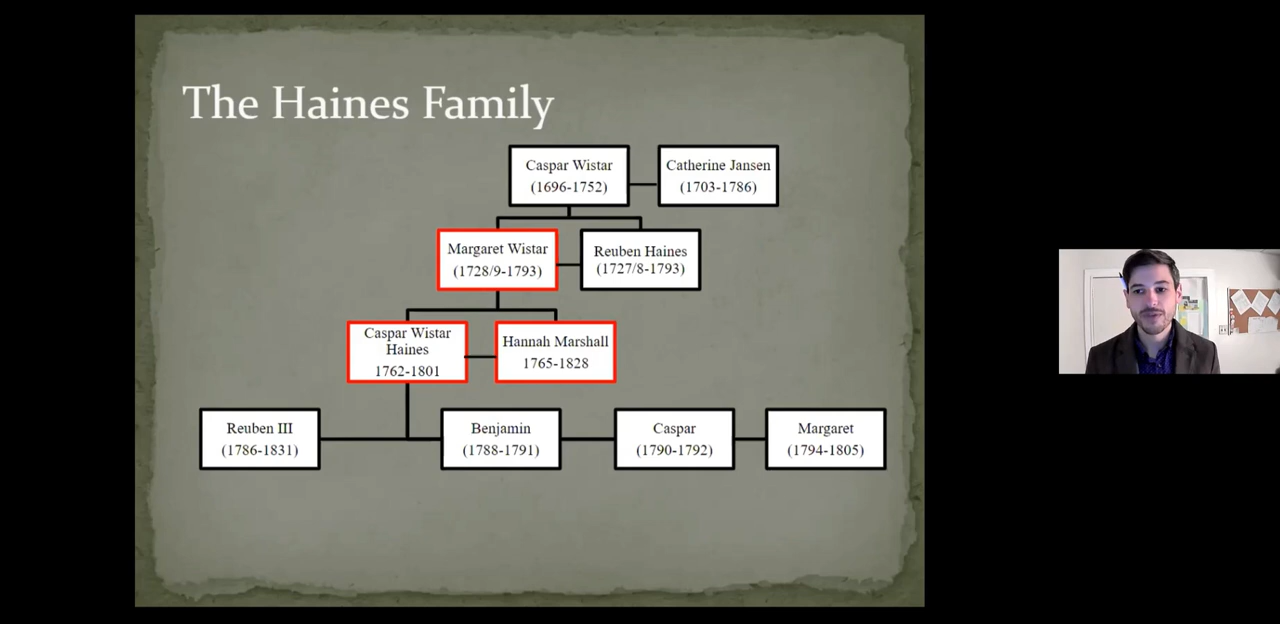 The Haines Family
Caspar Wistar
(1696-1752)
Catherine Jansen
(1703-1786)
Margaret Wistar
(1728/9-1793)
Reuben Haines
(1727/8-1793)
Caspar Wistar
Haines
1762-1801
Hannah Marshall
1765-1828
Reuben III
(1786-1831)
Benjamin
(1788-1791)
Caspar
(1790-1792)
Margaret
(1794-1805)